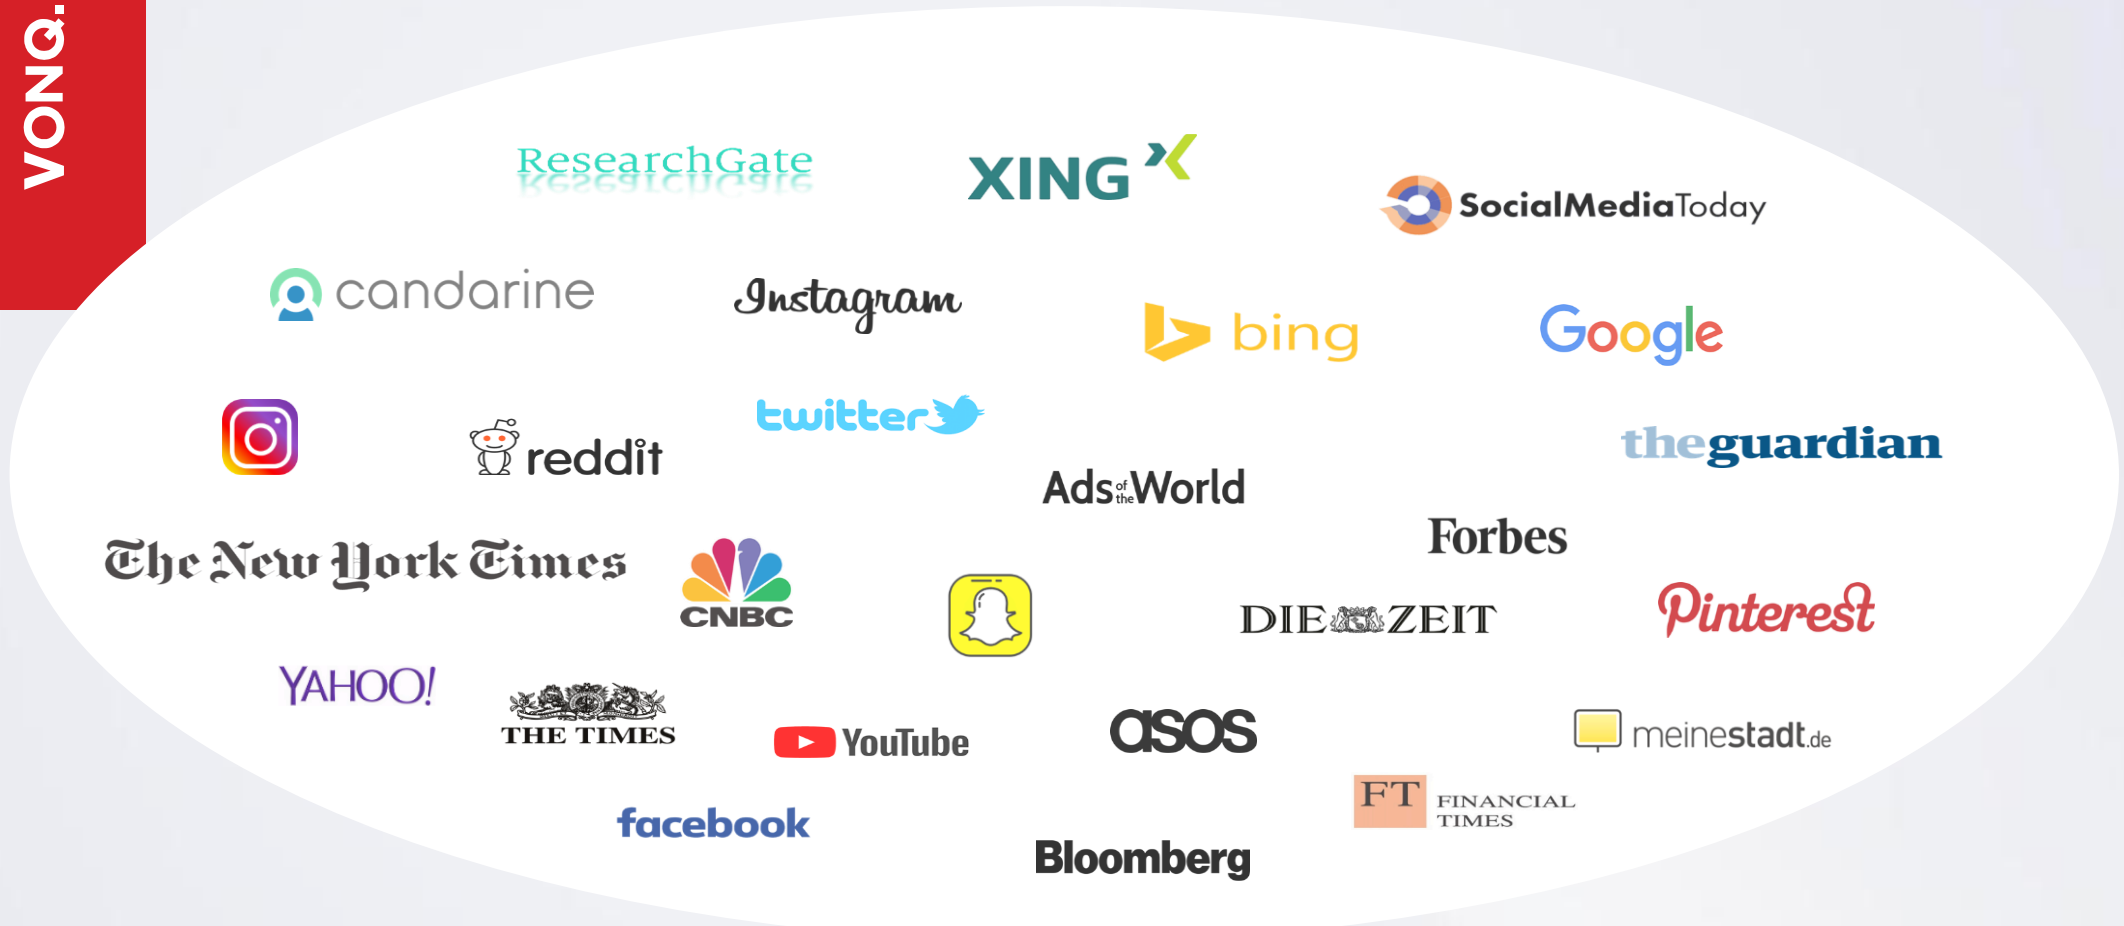 VONQ.
ResearchGate
XING
SocialMediaToday
candarine
Instagram
bing
Google
reddit
twitter
theguardian
Ads of the World
The New York Times
CNBC
Forbes
DIE ZEIT
Pinterest
YAHOO!
THE TIMES
YouTube
asos
meinestadt.de
FT FINANCIAL
TIMES
facebook
Bloomberg